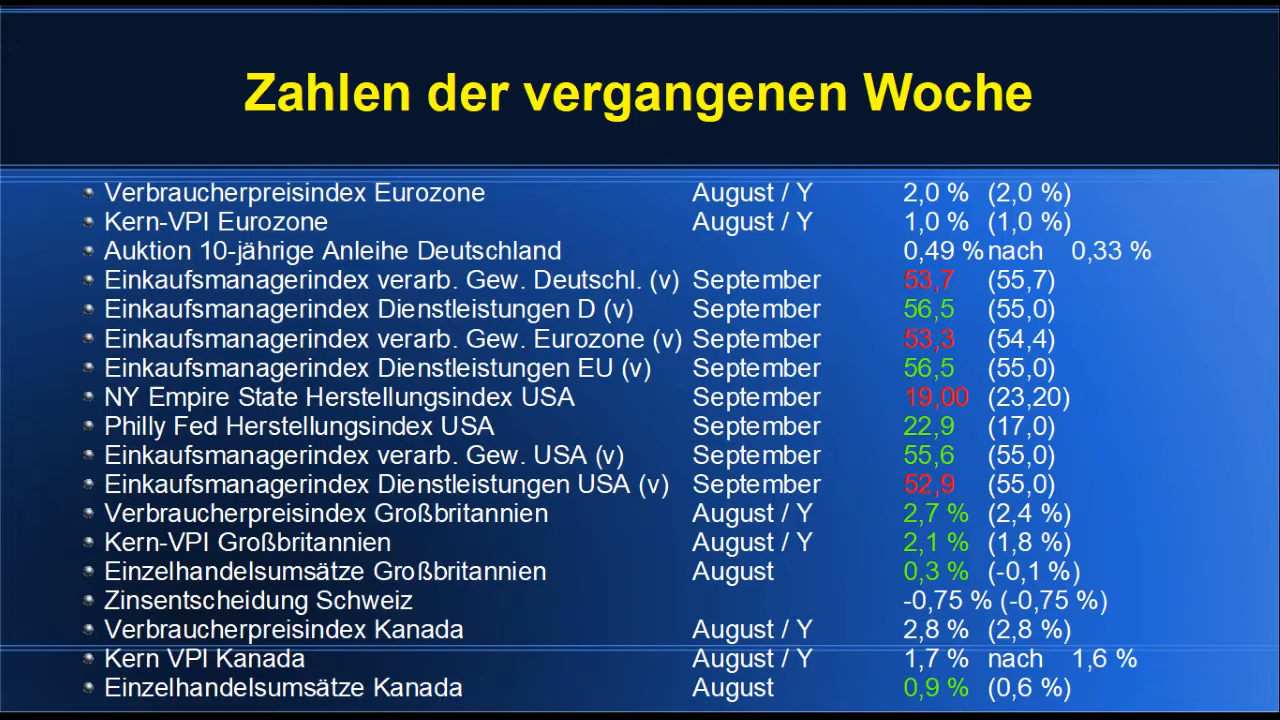 Zahlen der vergangenen Woche
Verbraucherpreisindex Eurozone August / Y 2,0 % (2,0 %)
Kern-VPI Eurozone August / Y 1,0 % (1,0 %)
Auktion 10-jährige Anleihe Deutschland 0,49 % nach 0,33 %
Einkaufsmanagerindex verarb. Gew. Deutschl. (v) September 53,7 (55,7)
Einkaufsmanagerindex Dienstleistungen D (v) September 56,5 (55,0)
Einkaufsmanagerindex verarb. Gew. Eurozone (v) September 53,3 (54,4)
Einkaufsmanagerindex Dienstleistungen EU (v) September 56,5 (55,0)
NY Empire State Herstellungsindex USA September 19,00 (23,20)
Philly Fed Herstellungsindex USA September 22,9 (17,0)
Einkaufsmanagerindex verarb. Gew. USA (v) September 55,6 (55,0)
Einkaufsmanagerindex Dienstleistungen USA (v) September 52,9 (55,0)
Verbraucherpreisindex Großbritannien August / Y 2,7 % (2,4 %)
Kern-VPI Großbritannien August / Y 2,1 % (1,8 %)
Einzelhandelsumsätze Großbritannien August 0,3 % (-0,1 %)
Zinsentscheidung Schweiz -0,75 % (-0,75 %)
Verbraucherpreisindex Kanada August / Y 2,8 % (2,8 %)
Kern VPI Kanada August / Y 1,7 % nach 1,6 %
Einzelhandelsumsätze Kanada August 0,9 % (0,6 %)